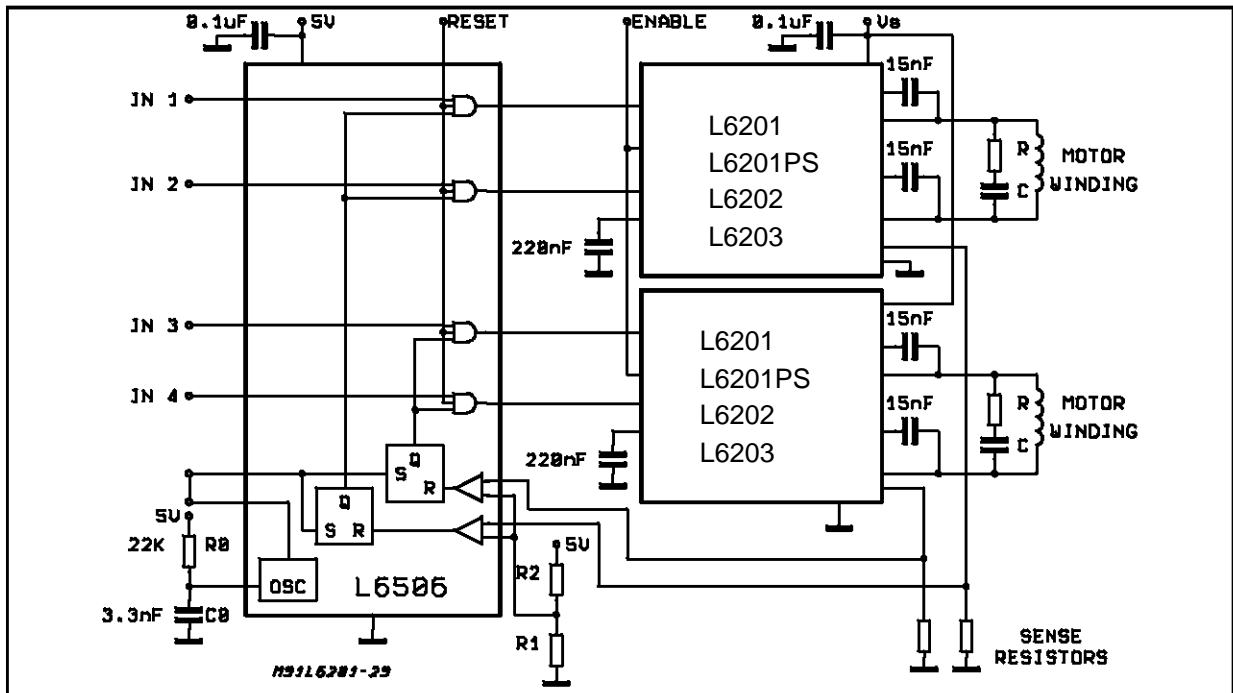 0.1uF 5V RESET ENABLE 0.1uF Vs
15nF
IN 1
L6201
15nF
L6201PS
R MOTOR
IN 2
C WINDING
L6202
220nF
L6203
IN 3
15nF
L6201
L6201PS
IN 4
R MOTOR
15nF
L6202
C WINDING
Q
L6203
220nF
S R
Q
5V
S R
5V
22K R0
R2
OSC L6506
3.3nF C0
R1
SENSE
RESISTORS
M91L6201-29